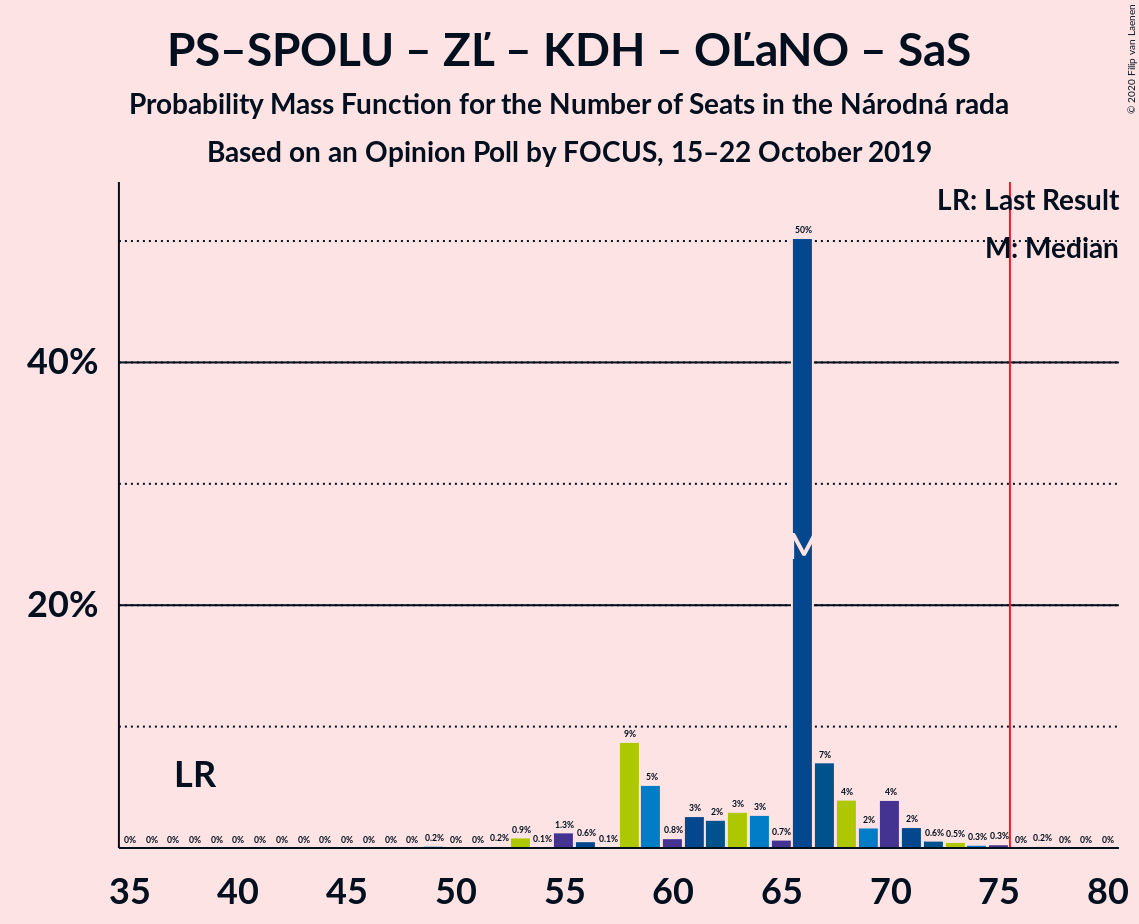 PS–SPOLU – ZĽ – KDH – OĽaNO – SaS
Probability Mass Function for the Number of Seats in the Národná rada
Based on an Opinion Poll by FOCUS, 15–22 October 2019
© 2020 Filip van Laenen
LR: Last Result
M: Median
50%
40%
M
20%
LR
0% 0% 0% 0% 0% 0% 0% 0% 0% 0% 0% 0% 0% 0% 0.2% 0% 0% 0.2% 0.9% 0.1% 1.3% 0.6% 0.1% 9% 5% 0.8% 3% 2% 3% 3% 0.7% 7% 4% 2% 4% 2% 0.6% 0.5% 0.3% 0.3% 0% 0.2% 0% 0% 0%
35 40 45 50 55 60 65 70 75 80